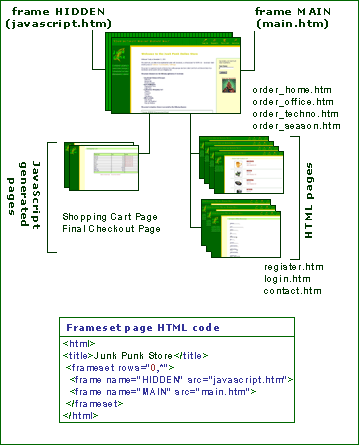 frame HIDDEN
(javascript.htm)
frame MAIN
(main.htm)
order_home.htm
order_office.htm
order_techno.htm
order_season.htm
JavaScript
generated
pages
HTML pages
Shopping Cart Page
Final Checkout Page
register.htm
login.htm
contact.htm
Frameset page HTML code
<html>
<title>Junk Punk Store</title>
<frameset rows="0,*">
<frame name="HIDDEN" src="javascript.htm">
<frame name="MAIN" src="main.htm">
</frameset>
</html>